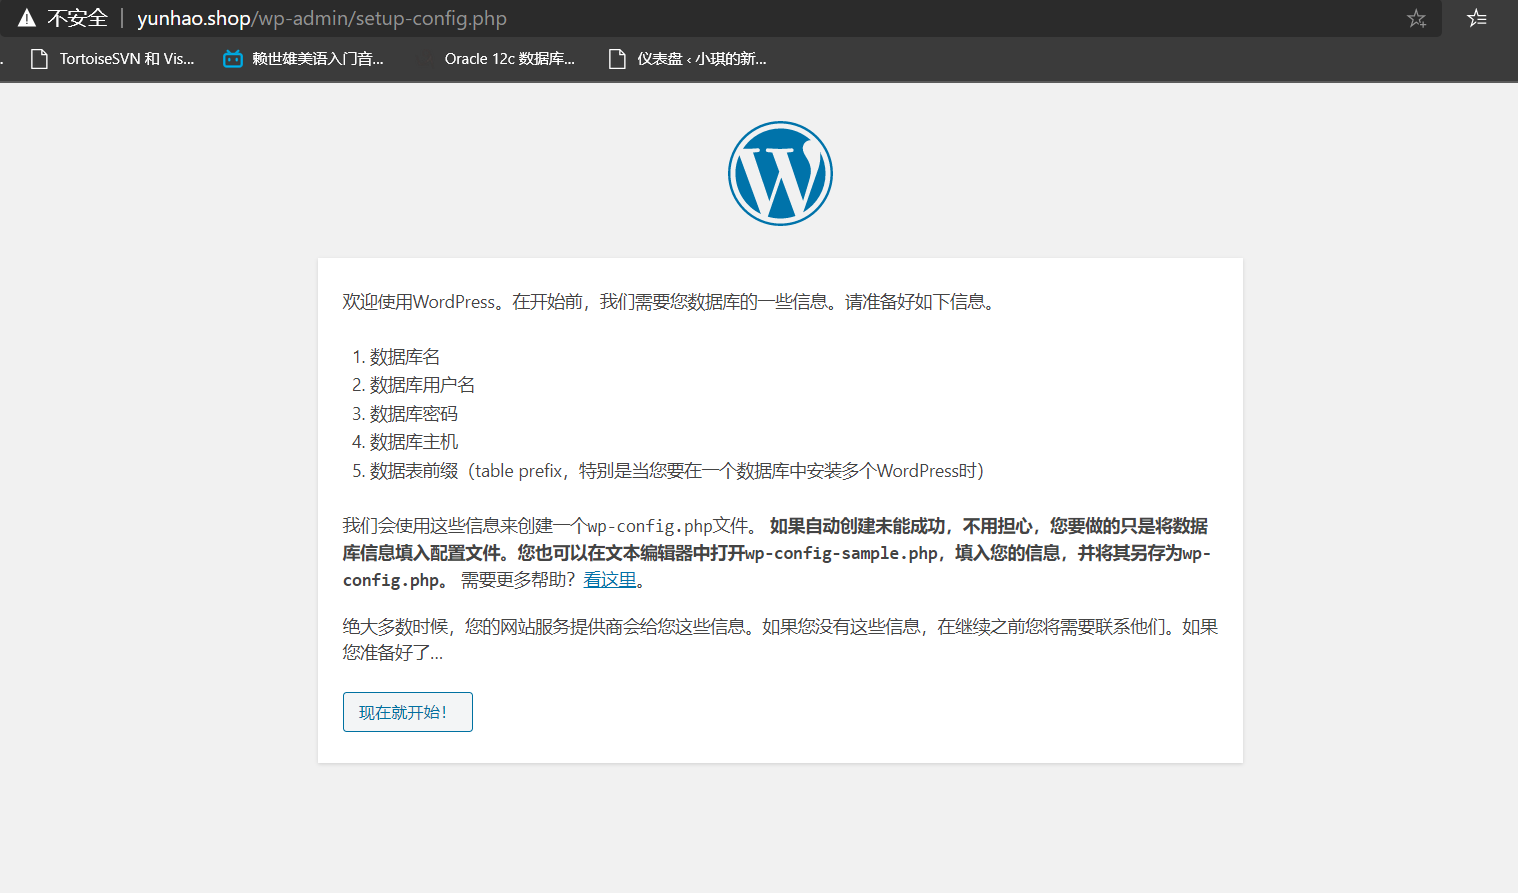 不安全 | yunhao.shop/wp-admin/setup-config.php
TortoiseSVN 和 Vis... 赖世雄美语入门音... Oracle 12c 数据库... 仪表盘 ‹ 小琪的新...
欢迎使用WordPress。在开始前，我们需要您数据库的一些信息。请准备好如下信息。
1. 数据库名
2. 数据库用户名
3. 数据库密码
4. 数据库主机
5. 数据表前缀（table prefix，特别是当您要在一个数据库中安装多个WordPress时）
我们会使用这些信息来创建一个wp-config.php文件。 如果自动创建未能成功，不用担心，您要做的只是将数据
库信息填入配置文件。您也可以在文本编辑器中打开wp-config-sample.php，填入您的信息，并将其另存为wp-
config.php。 需要更多帮助？看这里。
绝大多数时候，您的网站服务提供商会给您这些信息。如果您没有这些信息，在继续之前您将需要联系他们。如果
您准备好了...
现在就开始！